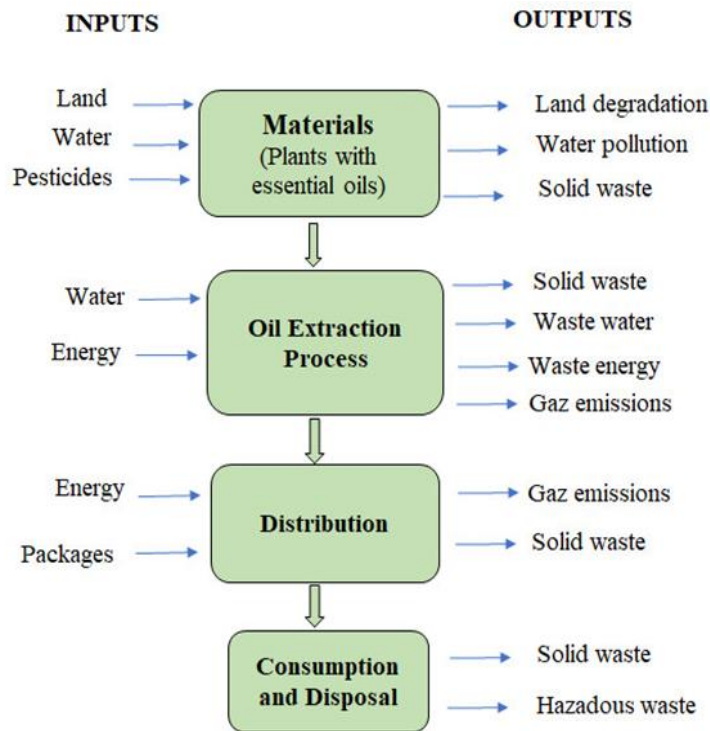 INPUTS
OUTPUTS
Land
Water
Pesticides
Materials
(Plants with
essential oils)
Land degradation
Water pollution
Solid waste
Water
Energy
Oil Extraction
Process
Solid waste
Waste water
Waste energy
Gaz emissions
Energy
Packages
Distribution
Gaz emissions
Solid waste
Consumption
and Disposal
Solid waste
Hazadous waste